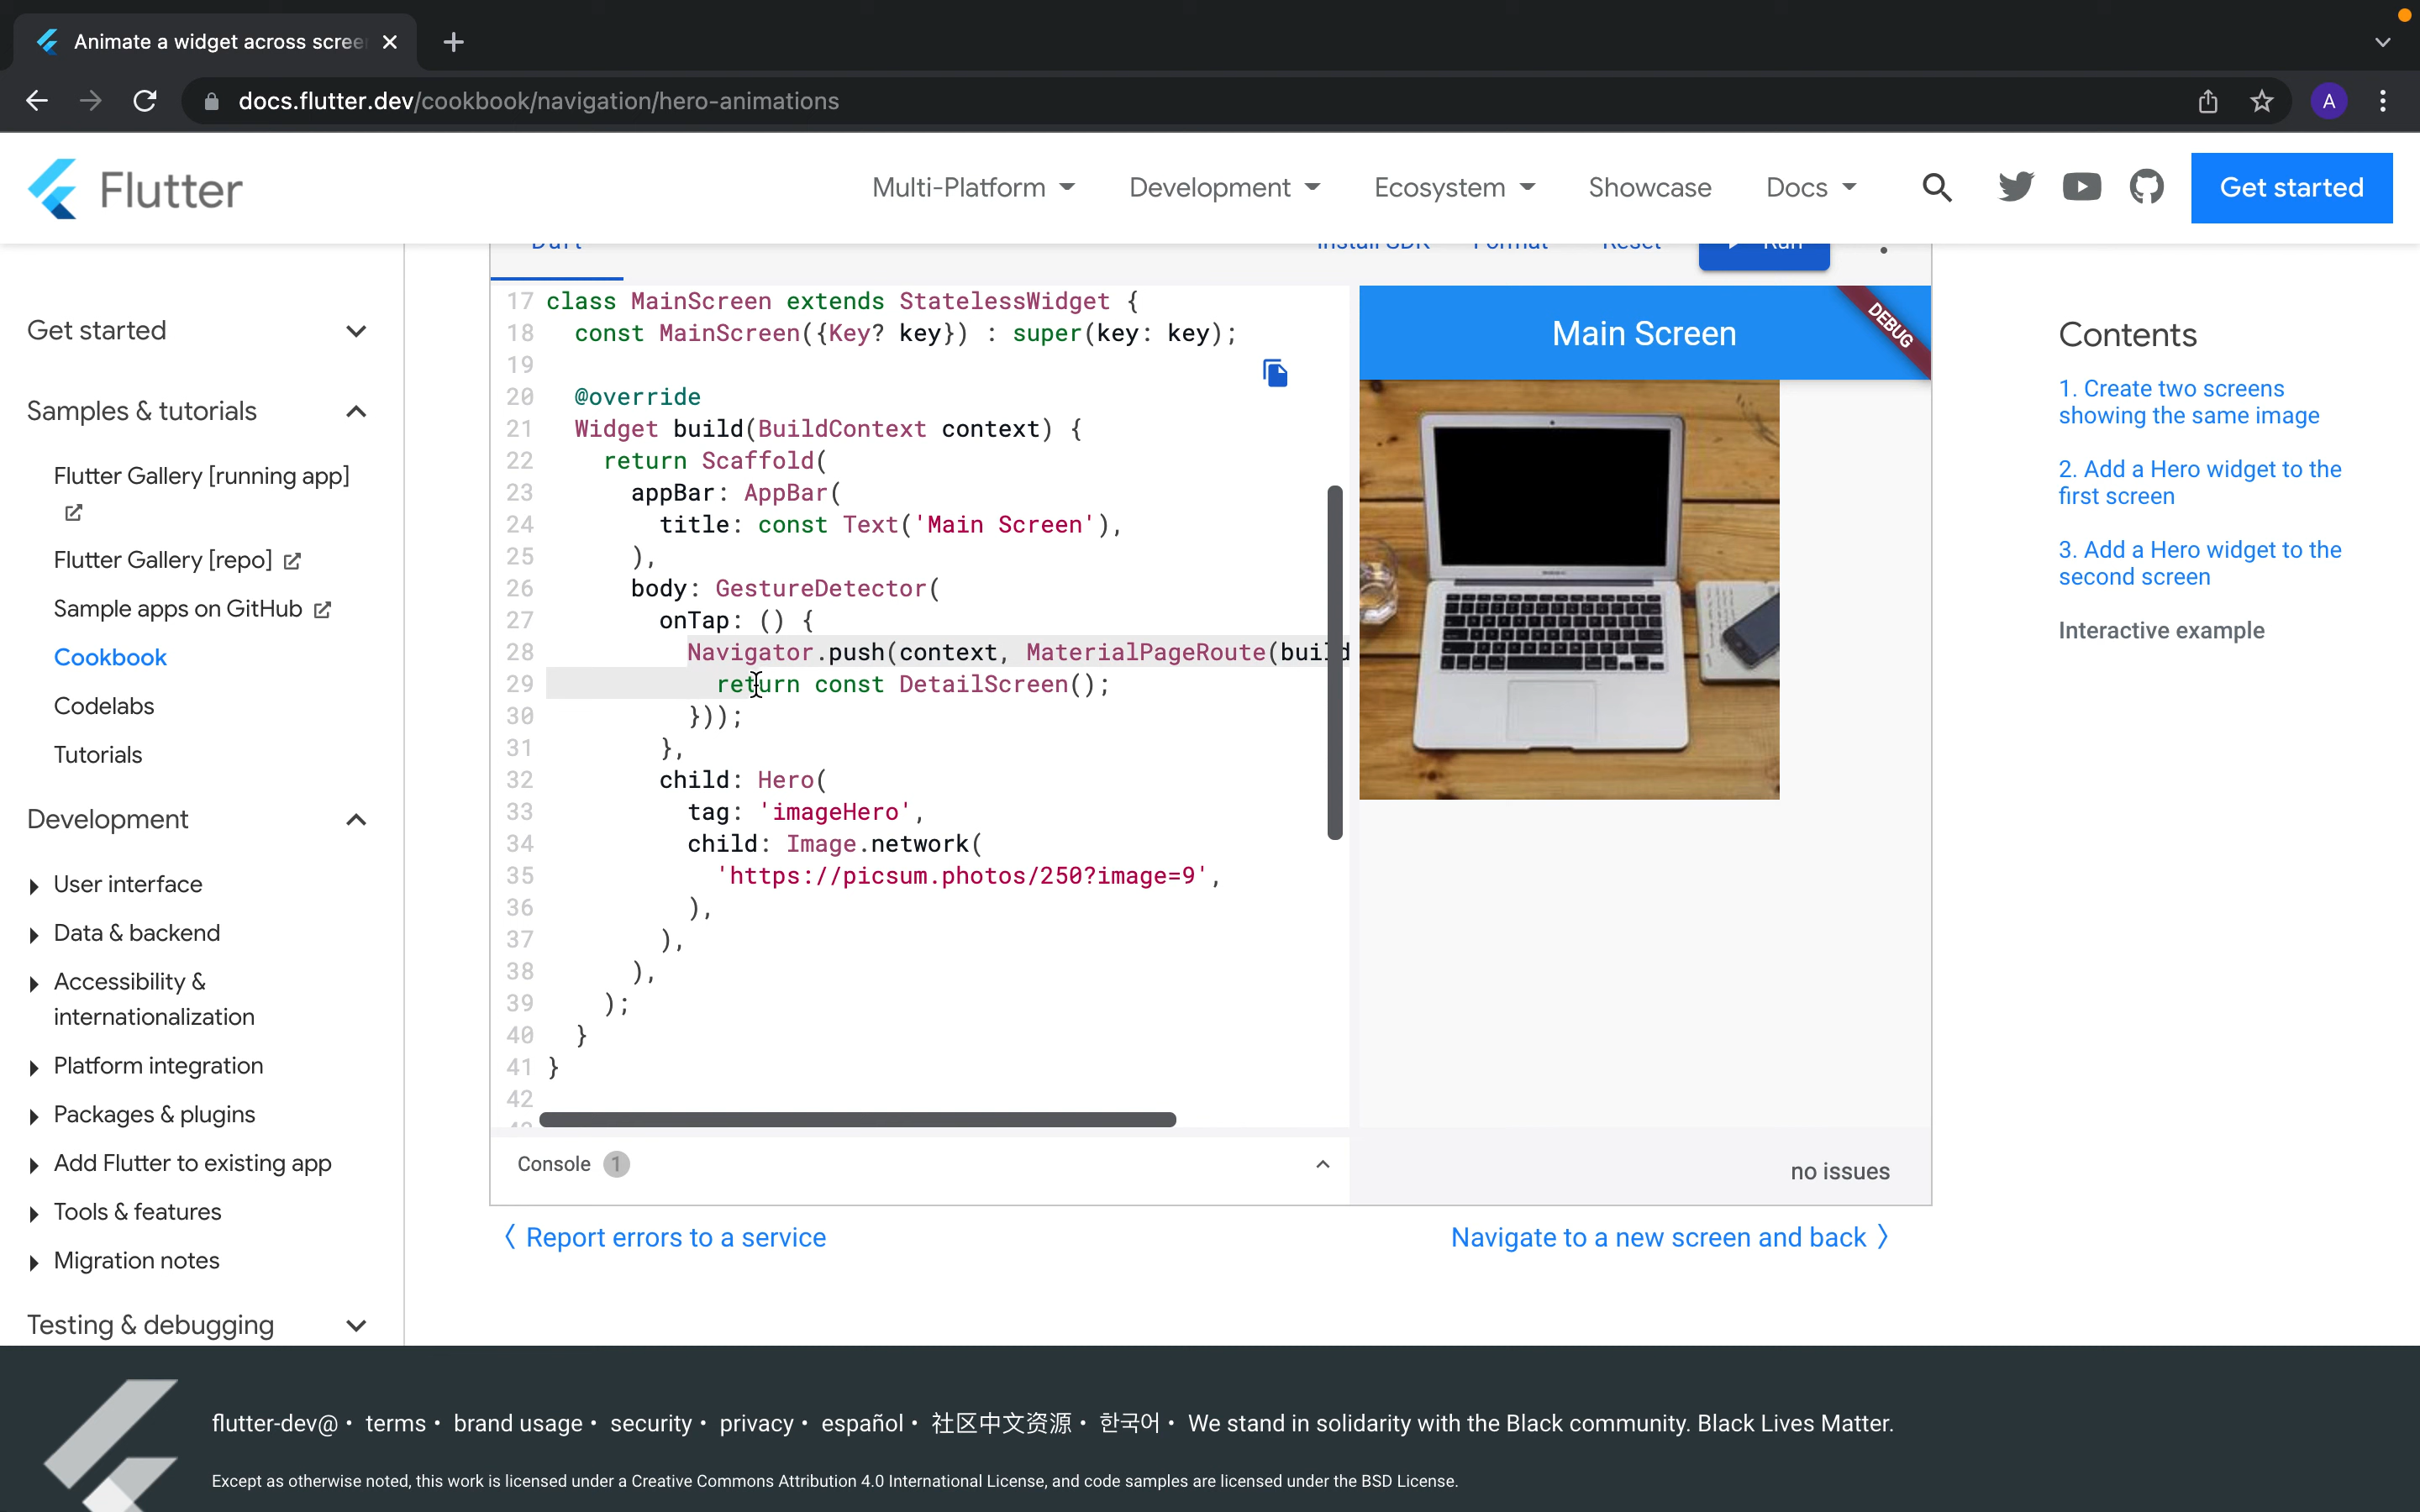 Animate a widget across scree
docs.flutter.dev/cookbook/navigation/hero-animations
A
Flutter
Multi-Platform
Development
Ecosystem
Showcase
Docs
Get started
Get started
Samples & tutorials
Flutter Gallery [running app]
Flutter Gallery [repo]
Sample apps on GitHub
Cookbook
Codelabs
Tutorials
Development
User interface
Data & backend
Accessibility &
internationalization
Platform integration
Packages & plugins
Add Flutter to existing app
Tools & features
Migration notes
Testing & debugging
Dart
Install SDK
Format
Reset
Run
17 class MainScreen extends StatelessWidget {
18 const MainScreen({Key? key}) : super(key: key);
19
20 @override
21 Widget build(BuildContext context) {
22 return Scaffold(
23 appBar: AppBar(
24 title: const Text('Main Screen'),
25 ),
26 body: GestureDetector(
27 onTap: () {
28 Navigator.push(context, MaterialPageRoute(build
29 return const DetailScreen();
30 }));
31 },
32 child: Hero(
33 tag: 'imageHero',
34 child: Image.network(
35 'https://picsum.photos/250?image=9',
36 ),
37 ),
38 ),
39 );
40 }
41 }
42
Console 1
Main Screen
DEBUG
no issues
Report errors to a service
Navigate to a new screen and back
Contents
1. Create two screens
showing the same image
2. Add a Hero widget to the
first screen
3. Add a Hero widget to the
second screen
Interactive example
flutter-dev@ • terms • brand usage • security • privacy • español • 社区中文资源 • 한국어 • We stand in solidarity with the Black community. Black Lives Matter.
Except as otherwise noted, this work is licensed under a Creative Commons Attribution 4.0 International License, and code samples are licensed under the BSD License.